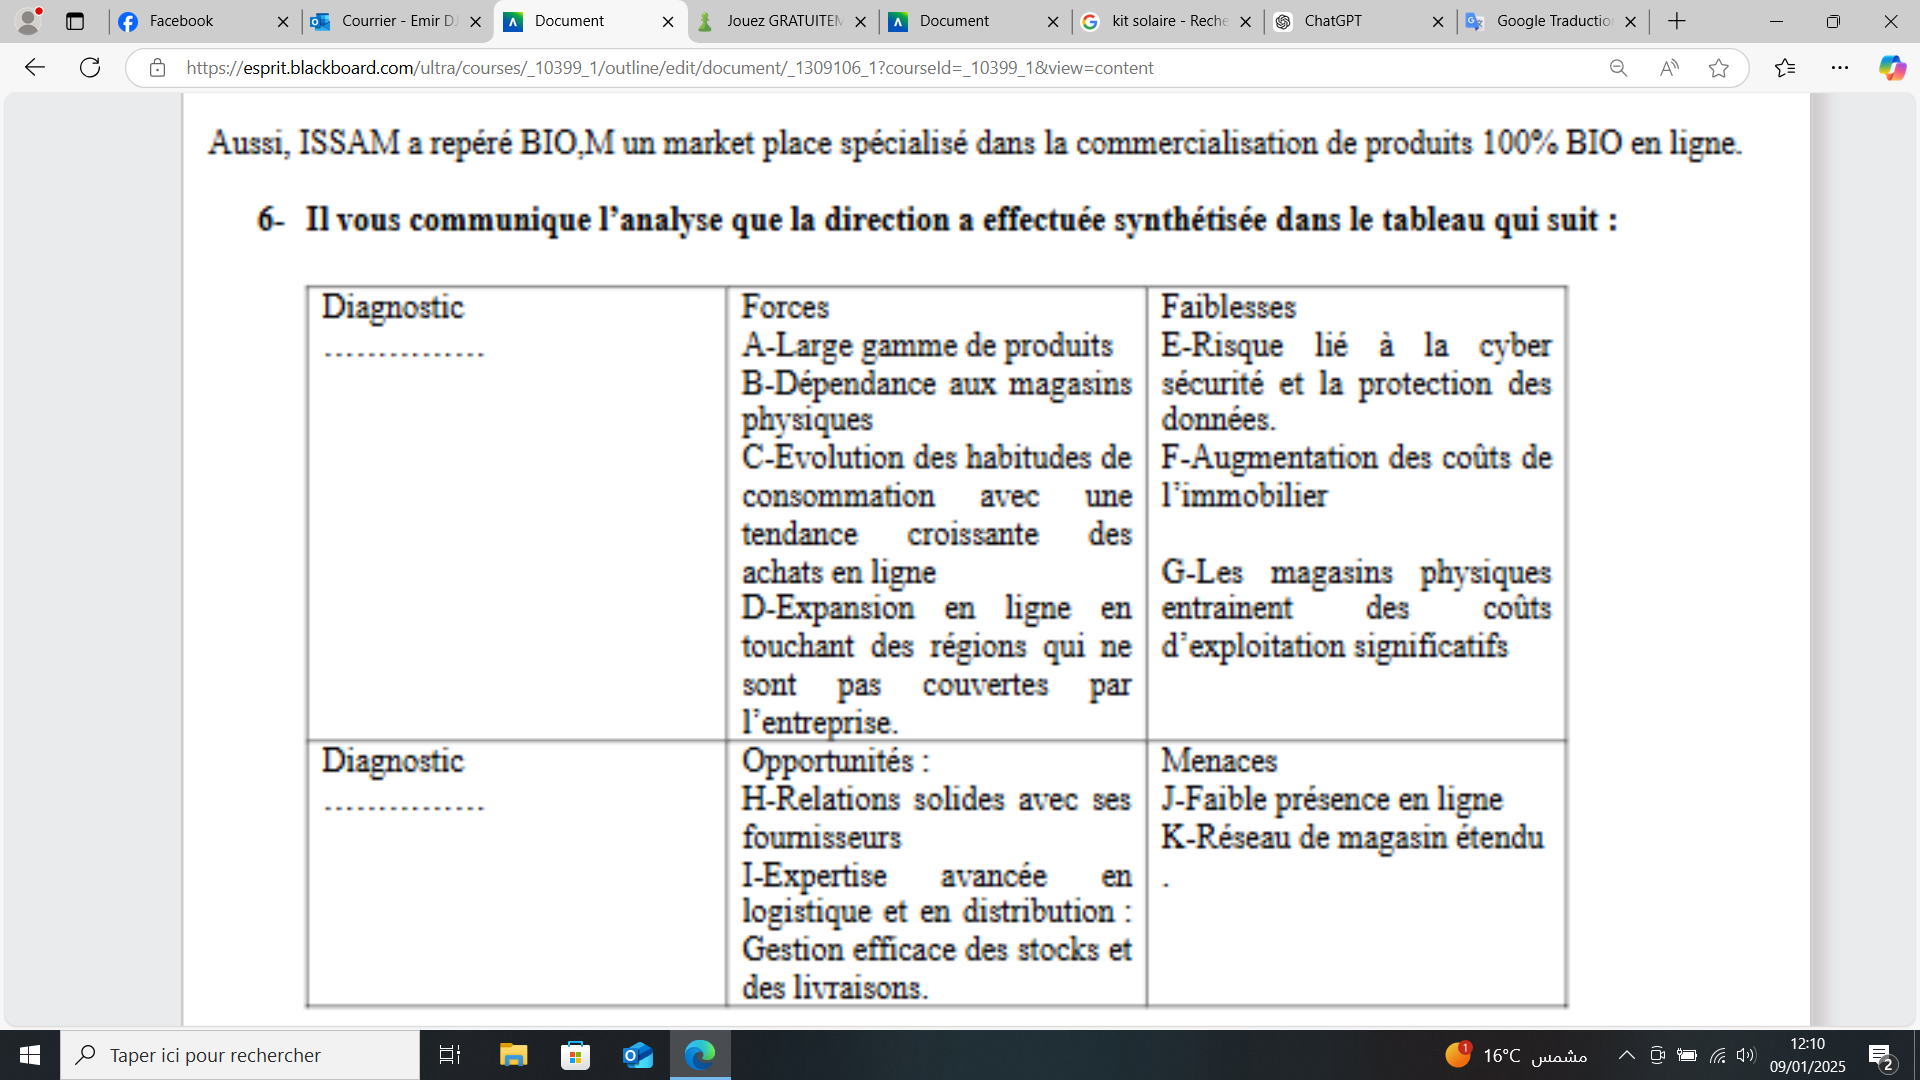 Facebook
Courrier - Emir D
Document
Jouez GRATUITEM
Document
kit solaire - Reche
ChatGPT
Google Traduction
https://esprit.blackboard.com/ultra/courses/_10399_1/outline/edit/document/_1309106_1?courseId=_10399_1&view=content
Aussi, ISSAM a repéré BIO,M un market place spécialisé dans la commercialisation de produits 100% BIO en ligne.
6- Il vous communique l'analyse que la direction a effectuée synthétisée dans le tableau qui suit :
Diagnostic
……………
Forces
A-Large gamme de produits
B-Dépendance aux magasins
physiques
C-Evolution des habitudes de
consommation avec une
tendance croissante des
achats en ligne
D-Expansion en ligne en
touchant des régions qui ne
sont pas couvertes par
l'entreprise.
Faiblesses
E-Risque lié à la cyber
sécurité et la protection des
données.
F-Augmentation des coûts de
l'immobilier
G-Les magasins physiques
entrainent des coûts
d'exploitation significatifs
Diagnostic
……………
Opportunités :
H-Relations solides avec ses
fournisseurs
I-Expertise avancée en
logistique et en distribution :
Gestion efficace des stocks et
des livraisons.
Menaces
J-Faible présence en ligne
K-Réseau de magasin étendu
.
Taper ici pour rechercher
1
16°C مشمس
12:10
09/01/2025
2